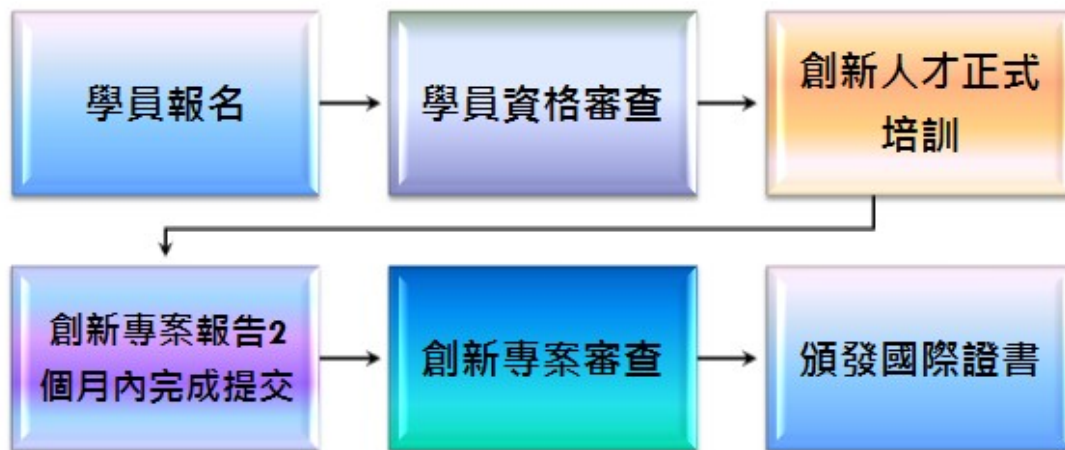 學員報名
學員資格審查
創新人才正式
培訓
創新專案報告2
個月內完成提交
創新專案審查
頒發國際證書